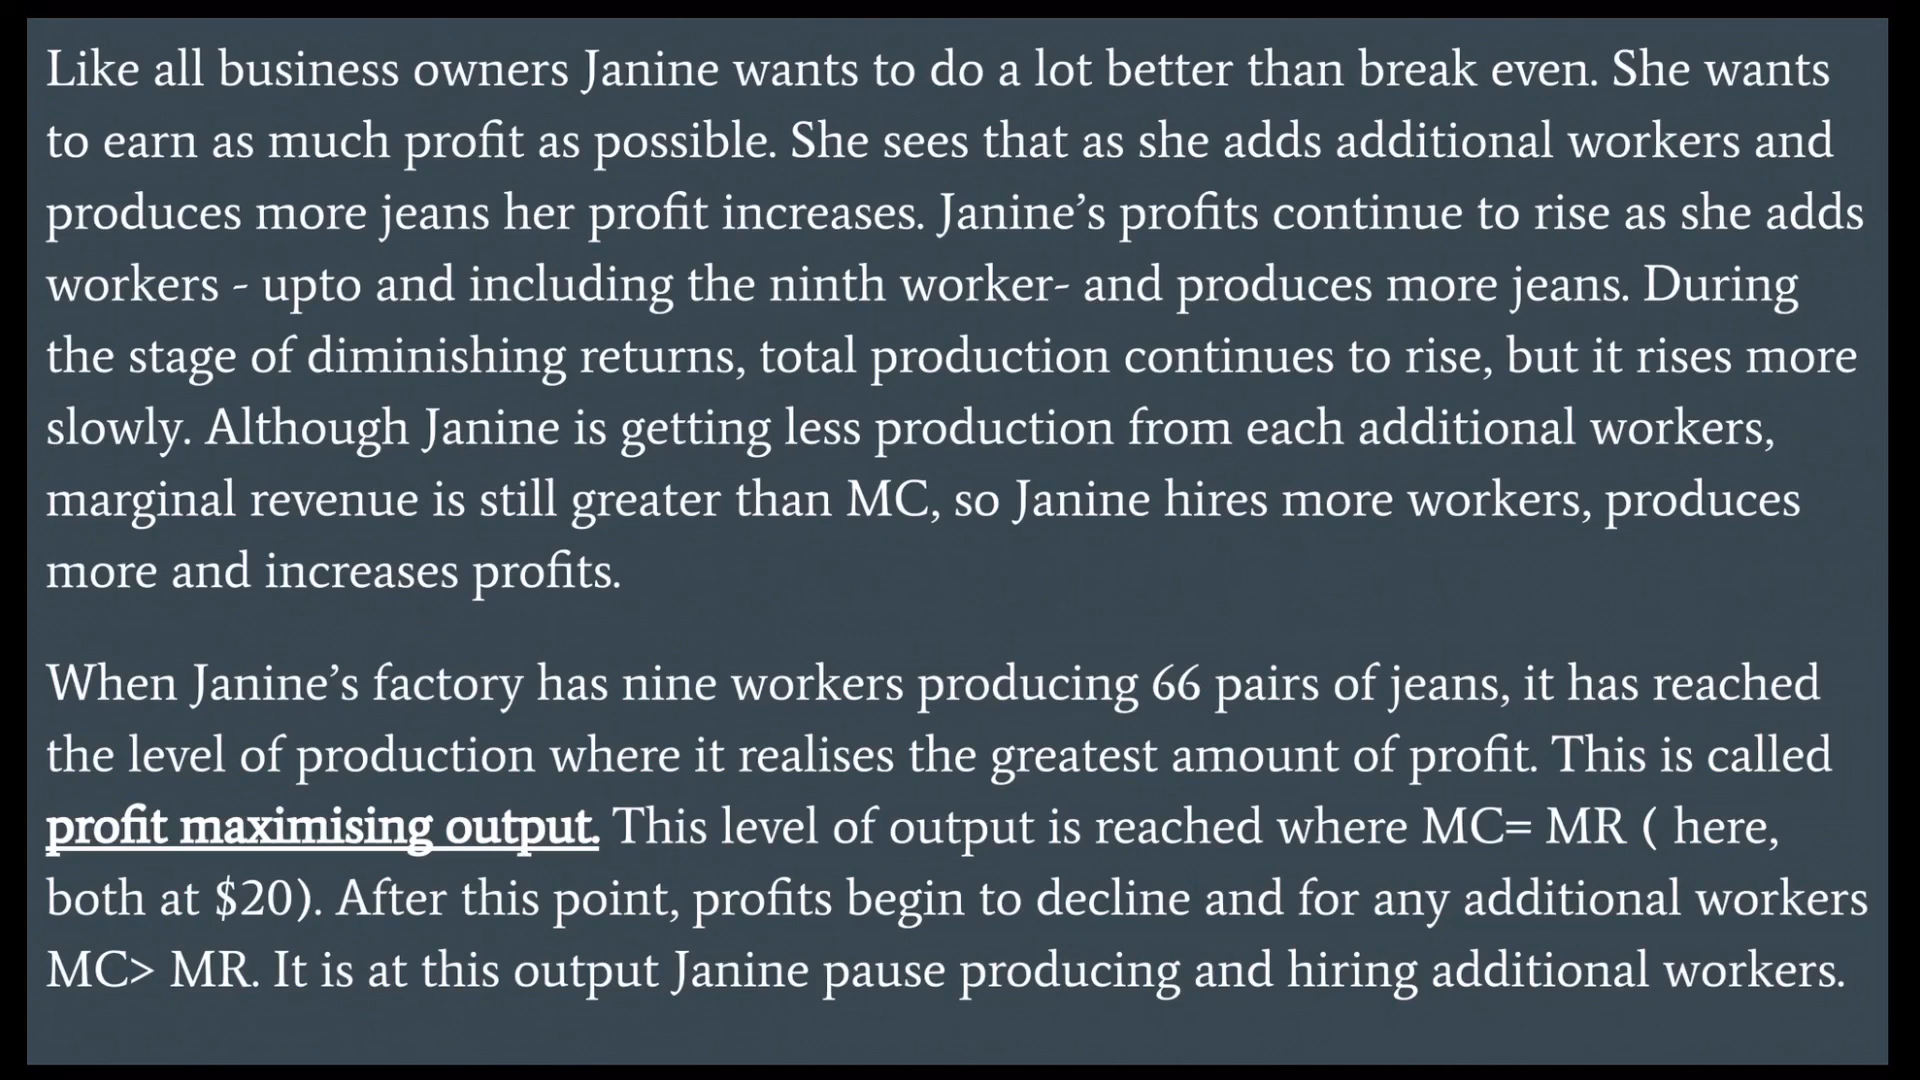 Like all business owners Janine wants to do a lot better than break even. She wants
to earn as much profit as possible. She sees that as she adds additional workers and
produces more jeans her profit increases. Janine’s profits continue to rise as she adds
workers - upto and including the ninth worker- and produces more jeans. During
the stage of diminishing returns, total production continues to rise, but it rises more
slowly. Although Janine is getting less production from each additional workers,
marginal revenue is still greater than MC, so Janine hires more workers, produces
more and increases profits.
When Janine’s factory has nine workers producing 66 pairs of jeans, it has reached
the level of production where it realises the greatest amount of profit. This is called
profit maximising output. This level of output is reached where MC= MR ( here,
both at $20). After this point, profits begin to decline and for any additional workers
MC> MR. It is at this output Janine pause producing and hiring additional workers.